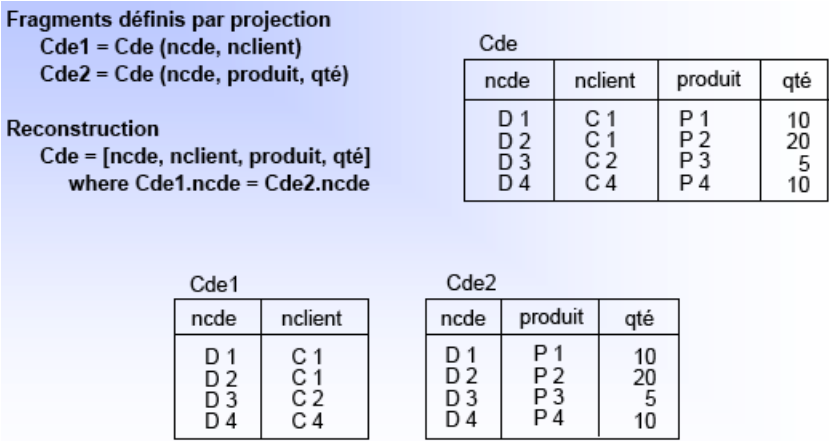 Fragments définis par projection
Cde1 = Cde (ncde, nclient)
Cde2 = Cde (ncde, produit, qté)
Reconstruction
Cde = [ncde, nclient, produit, qté]
where Cde1.ncde = Cde2.ncde
Cde
ncde nclient produit qté
D 1 C 1 P 1 10
D 2 C 1 P 2 20
D 3 C 2 P 3 5
D 4 C 4 P 4 10
Cde1
ncde nclient
D 1 C 1
D 2 C 1
D 3 C 2
D 4 C 4
Cde2
ncde produit qté
D 1 P 1 10
D 2 P 2 20
D 3 P 3 5
D 4 P 4 10